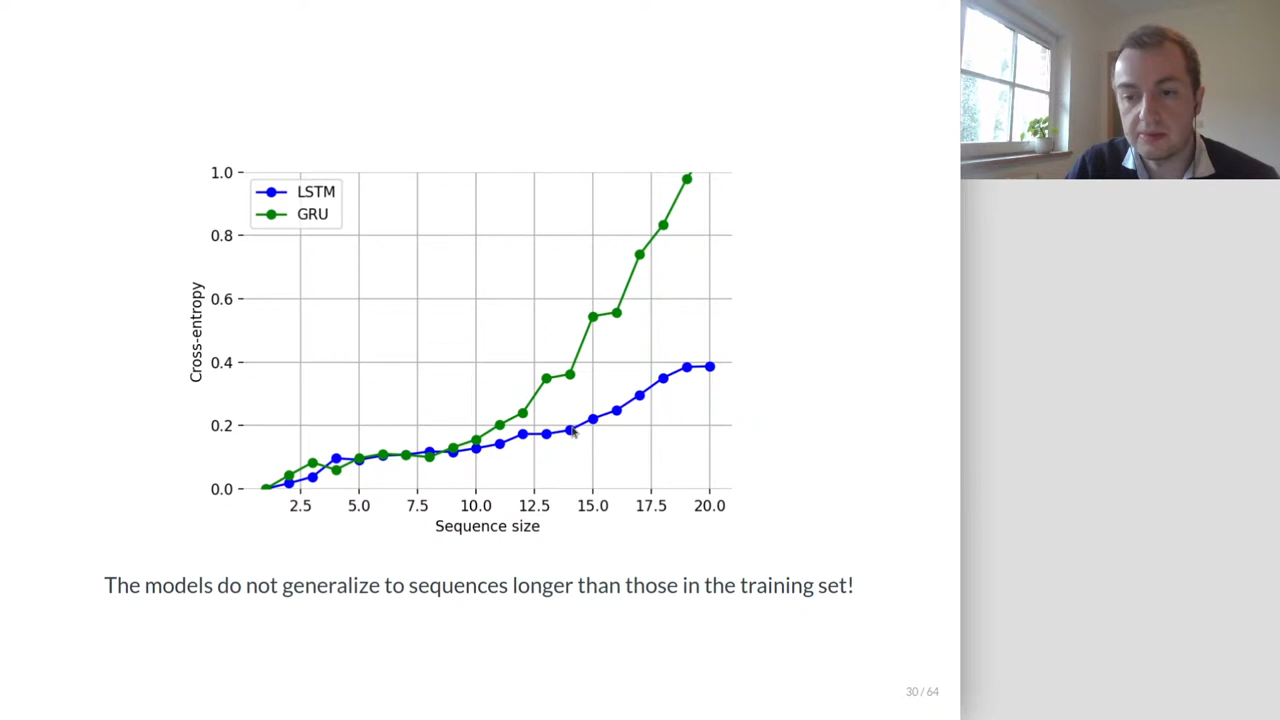 1.0
0.8
0.6
0.4
0.2
0.0
Cross-entropy
LSTM
GRU
2.5 5.0 7.5 10.0 12.5 15.0 17.5 20.0
Sequence size
The models do not generalize to sequences longer than those in the training set!
30 / 64